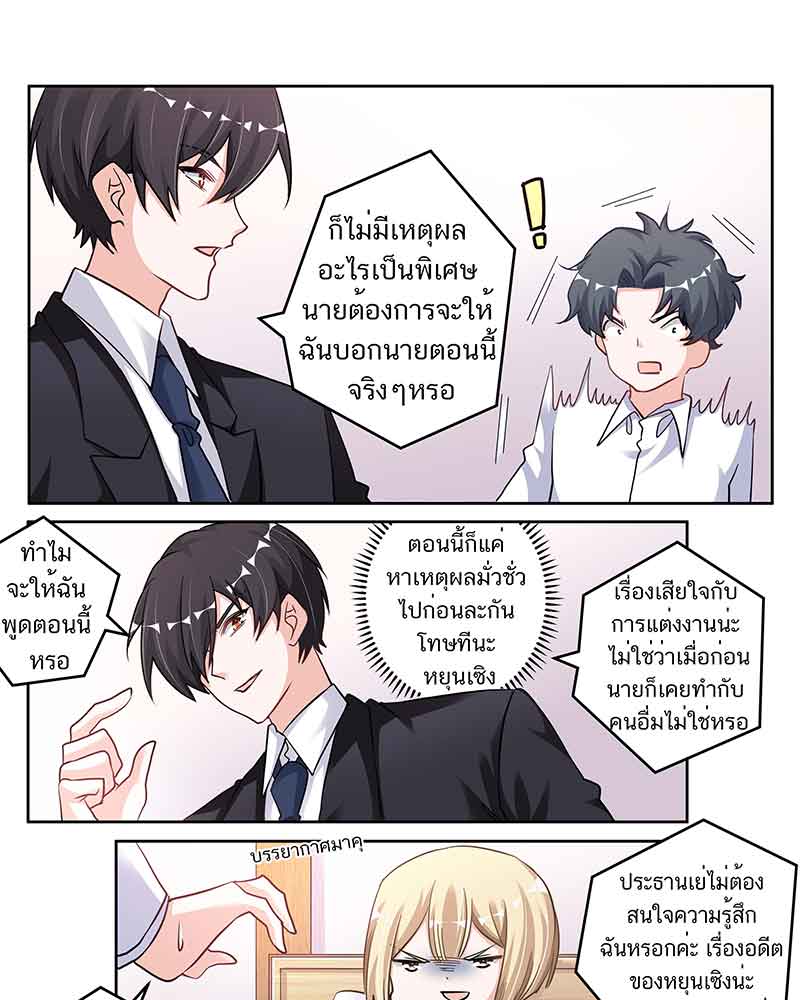 ก็ไม่มีเหตุผล
อะไรเป็นพิเศษ
นายต้องการจะให้
ฉันบอกนายตอนนี้
จริงๆหรอ
ทำไม
จะให้ฉัน
พูดตอนนี้
หรอ
ตอนนี้ก็แค่
หาเหตุผลมั่วซั่ว
ไปก่อนละกัน
โทษทีนะ
หยุนเชิง
เรื่องเสียใจกับ
การแต่งงานน่ะ
ไม่ใช่ว่าเมื่อก่อน
นายก็เคยทำกับ
คนอื่มไม่ใช่หรอ
บรรยากาศมาคุ
ประธานเย่ไม่ต้อง
สนใจความรู้สึก
ฉันหรอกค่ะ เรื่องอดีต
ของหยุนเชิงน่ะ